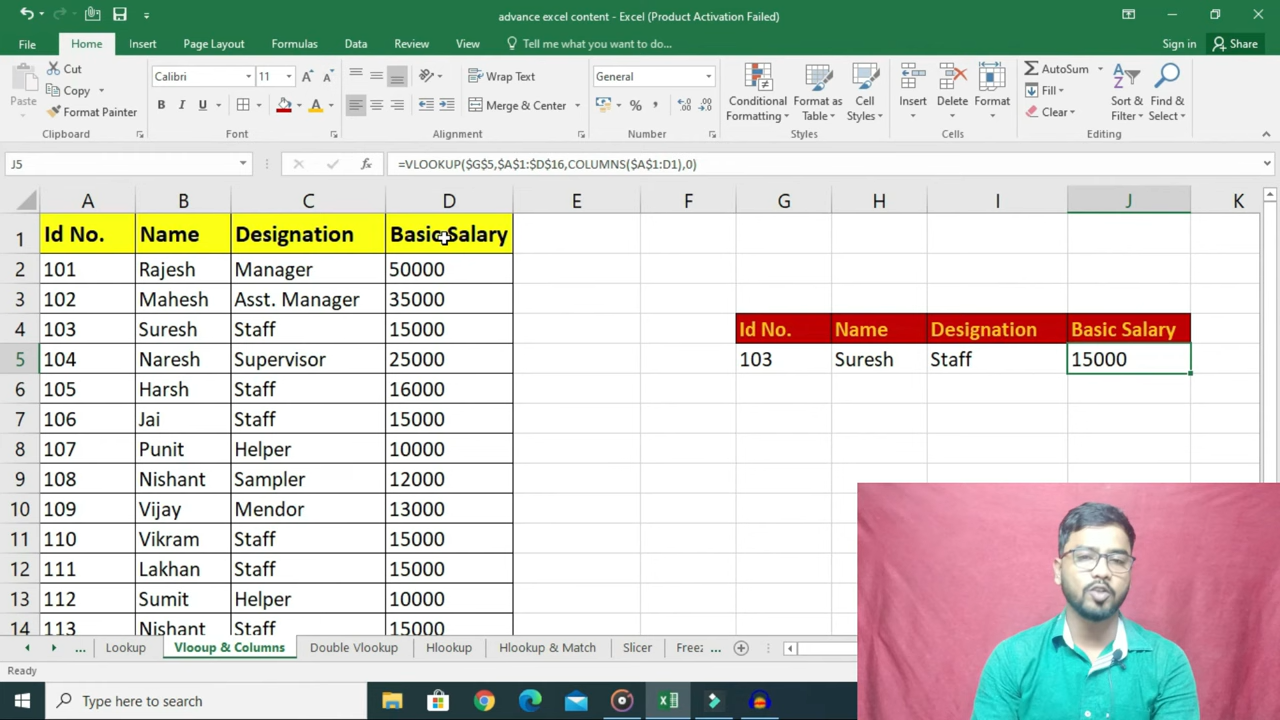 advance excel content - Excel (Product Activation Failed)
File Home Insert Page Layout Formulas Data Review View Tell me what you want to do... Sign in Share
Paste Cut Copy Format Painter Clipboard
Calibri 11 B I U Font
Wrap Text Merge & Center Alignment
General % , Number
Conditional Formatting Format as Table Cell Styles Styles
Insert Delete Format Cells
AutoSum Fill Clear Sort & Filter Find & Select Editing
J5 fx =VLOOKUP($G$5,$A$1:$D$16,COLUMNS($A$1:D1),0)
A B C D E F G H I J K
1 Id No. Name Designation Basic Salary
2 101 Rajesh Manager 50000
3 102 Mahesh Asst. Manager 35000
4 103 Suresh Staff 15000 Id No. Name Designation Basic Salary
5 104 Naresh Supervisor 25000 103 Suresh Staff 15000
6 105 Harsh Staff 16000
7 106 Jai Staff 15000
8 107 Punit Helper 10000
9 108 Nishant Sampler 12000
10 109 Vijay Mendor 13000
11 110 Vikram Staff 15000
12 111 Lakhan Staff 15000
13 112 Sumit Helper 10000
14 113 Nishant Staff 15000
... Lookup Vlooup & Columns Double Vlookup Hlookup Hlookup & Match Slicer Freez ...
Ready
Type here to search